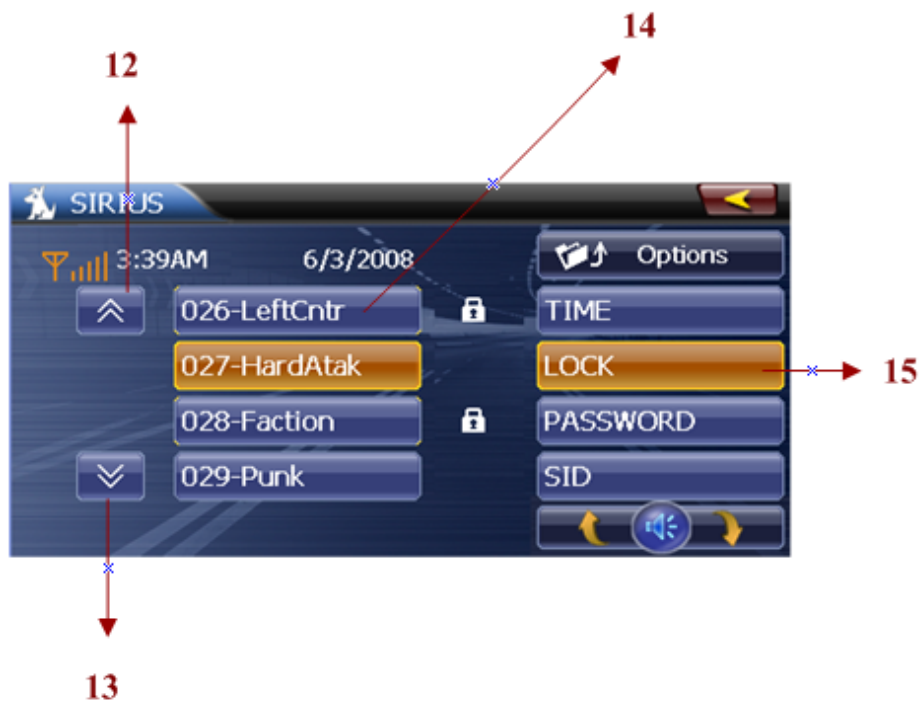 14
12
SIRIUS
3:39AM 6/3/2008 Options
026-LeftCntr TIME
027-HardAtak LOCK
15
028-Faction PASSWORD
029-Punk SID
13